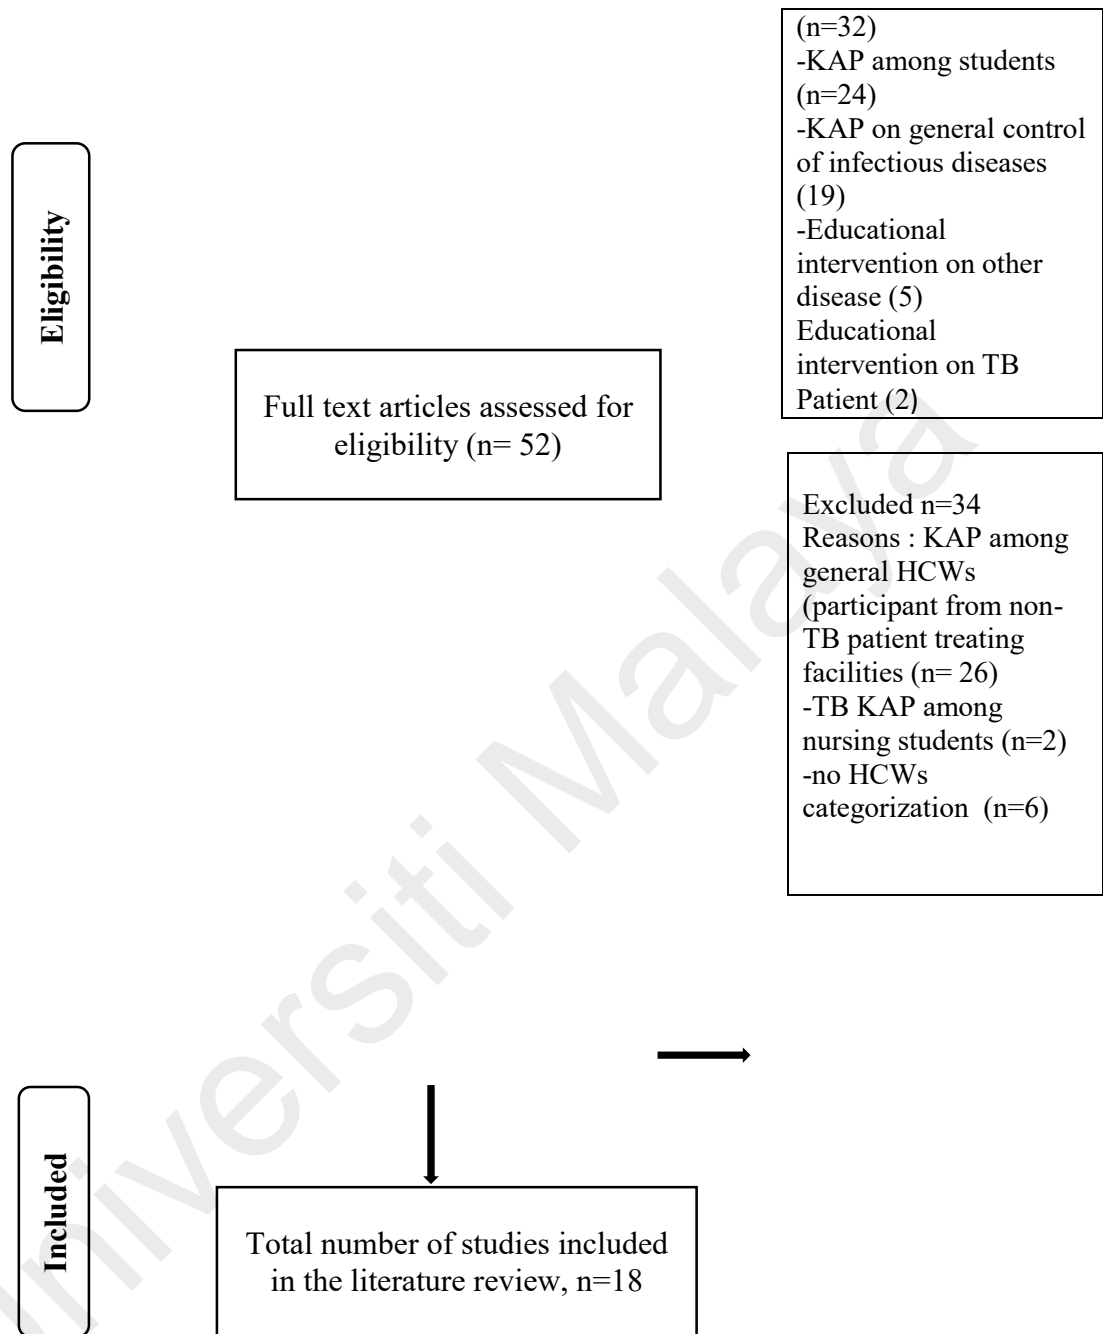 (n=32)
-KAP among students
(n=24)
-KAP on general control
of infectious diseases
(19)
-Educational
intervention on other
disease (5)
Educational
intervention on TB
Patient (2)
Eligibility
Full text articles assessed for
eligibility (n= 52)
Excluded n=34
Reasons : KAP among
general HCWs
(participant from non-
TB patient treating
facilities (n= 26)
-TB KAP among
nursing students (n=2)
-no HCWs
categorization  (n=6)
Included
Total number of studies included
in the literature review, n=18
Universiti Malaya